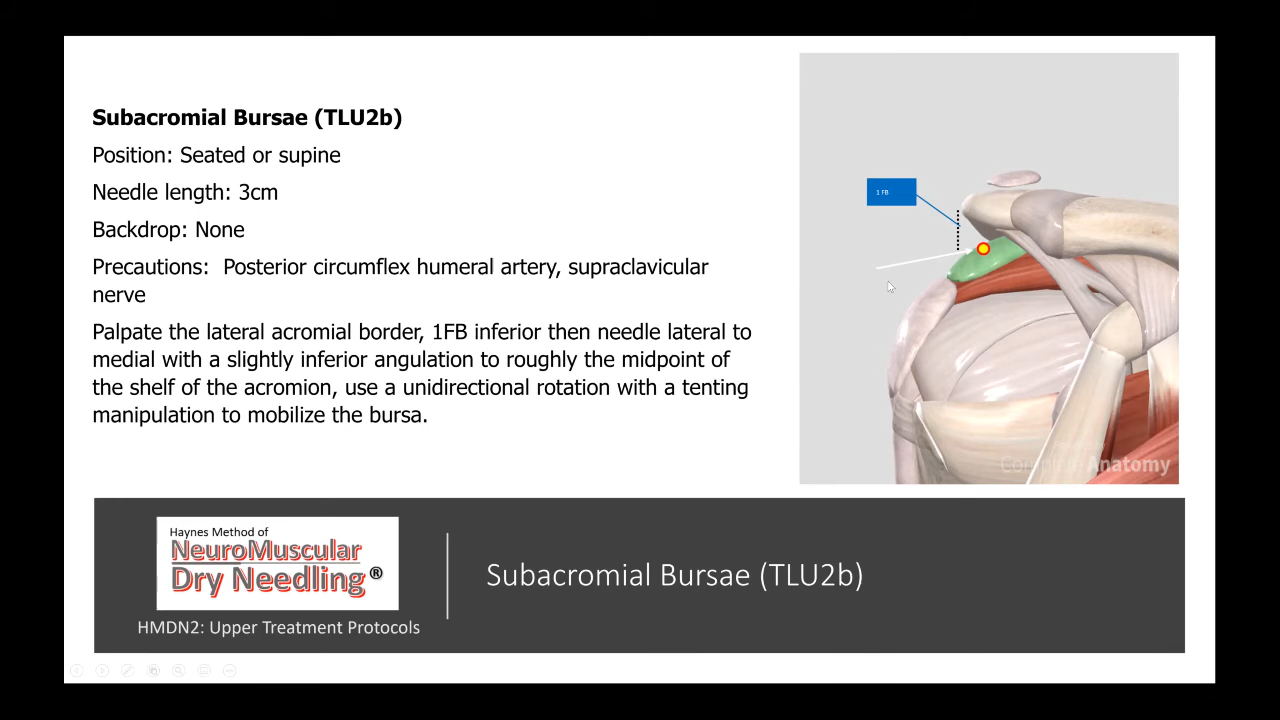 Subacromial Bursae (TLU2b)
Position: Seated or supine
Needle length: 3cm
Backdrop: None
Precautions:  Posterior circumflex humeral artery, supraclavicular
nerve
Palpate the lateral acromial border, 1FB inferior then needle lateral to
medial with a slightly inferior angulation to roughly the midpoint of
the shelf of the acromion, use a unidirectional rotation with a tenting
manipulation to mobilize the bursa.
1 FB
Anatomy
Haynes Method of
NeuroMuscular
Dry Needling®
HMDN2: Upper Treatment Protocols
Subacromial Bursae (TLU2b)